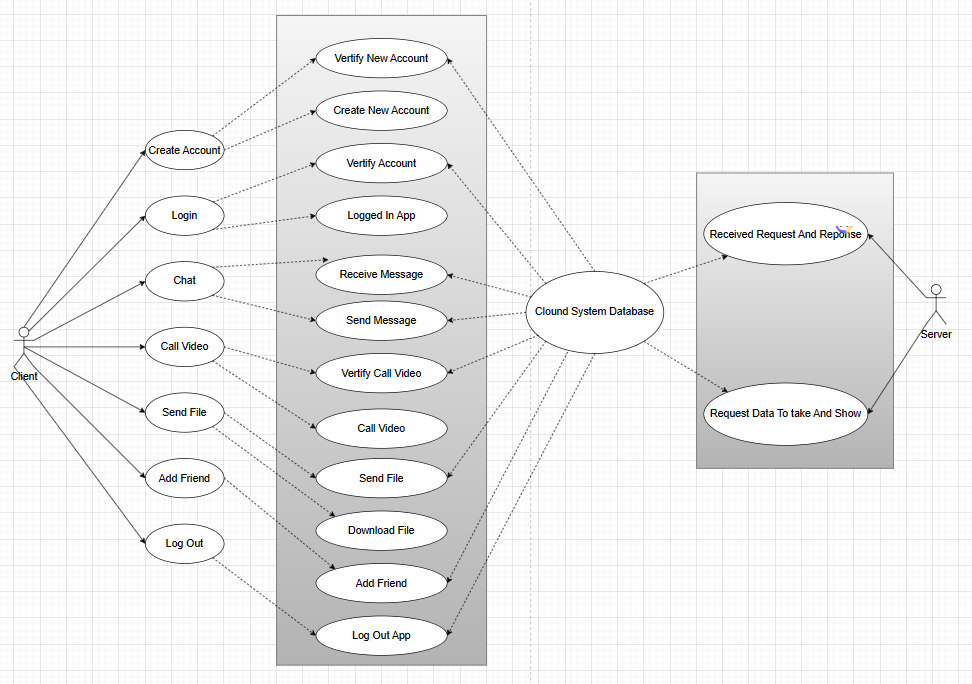 Client
Create Account
Login
Chat
Call Video
Send File
Add Friend
Log Out
Vertify New Account
Create New Account
Vertify Account
Logged In App
Receive Message
Send Message
Vertify Call Video
Call Video
Send File
Download File
Add Friend
Log Out App
Clound System Database
Received Request And Reponse
Request Data To take And Show
Server